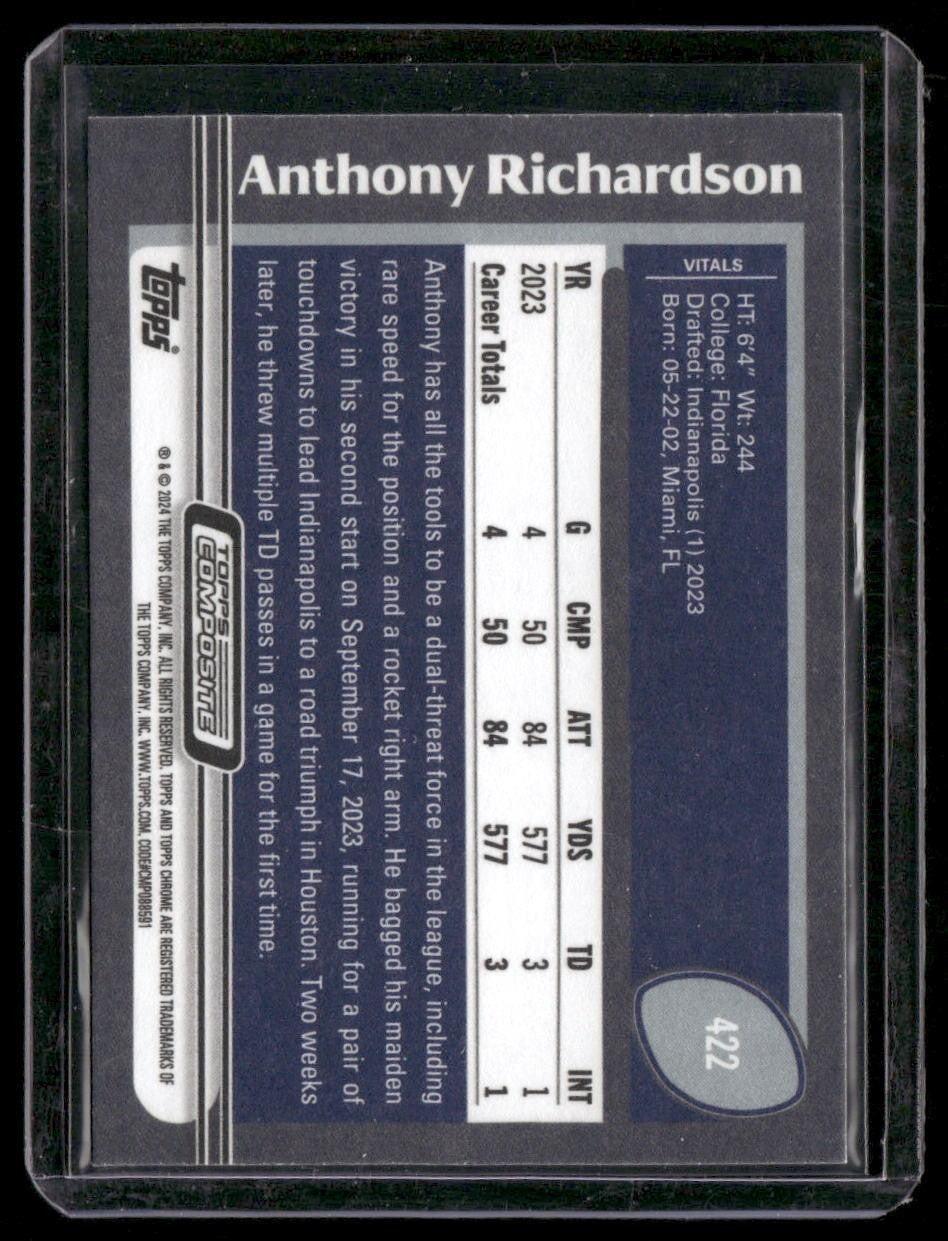 Anthony Richardson
VITALS
HT: 6'4" Wt: 244
College: Florida
Drafted: Indianapolis (1) 2023
Born: 05-22-02, Miami, FL
422
YR G CMP ATT YDS TD INT
2023 4 50 84 577 3 1
Career Totals 4 50 84 577 3 1
Anthony has all the tools to be a dual-threat force in the league, including
rare speed for the position and a rocket right arm. He bagged his maiden
victory in his second start on September 17, 2023, running for a pair of
touchdowns to lead Indianapolis to a road triumph in Houston. Two weeks
later, he threw multiple TD passes in a game for the first time.
TOPPS
COMPOSITE
topps®
® & © 2024 THE TOPPS COMPANY, INC. ALL RIGHTS RESERVED. TOPPS AND TOPPS CHROME ARE REGISTERED TRADEMARKS OF
THE TOPPS COMPANY, INC. WWW.TOPPS.COM. CODE#CMP088591